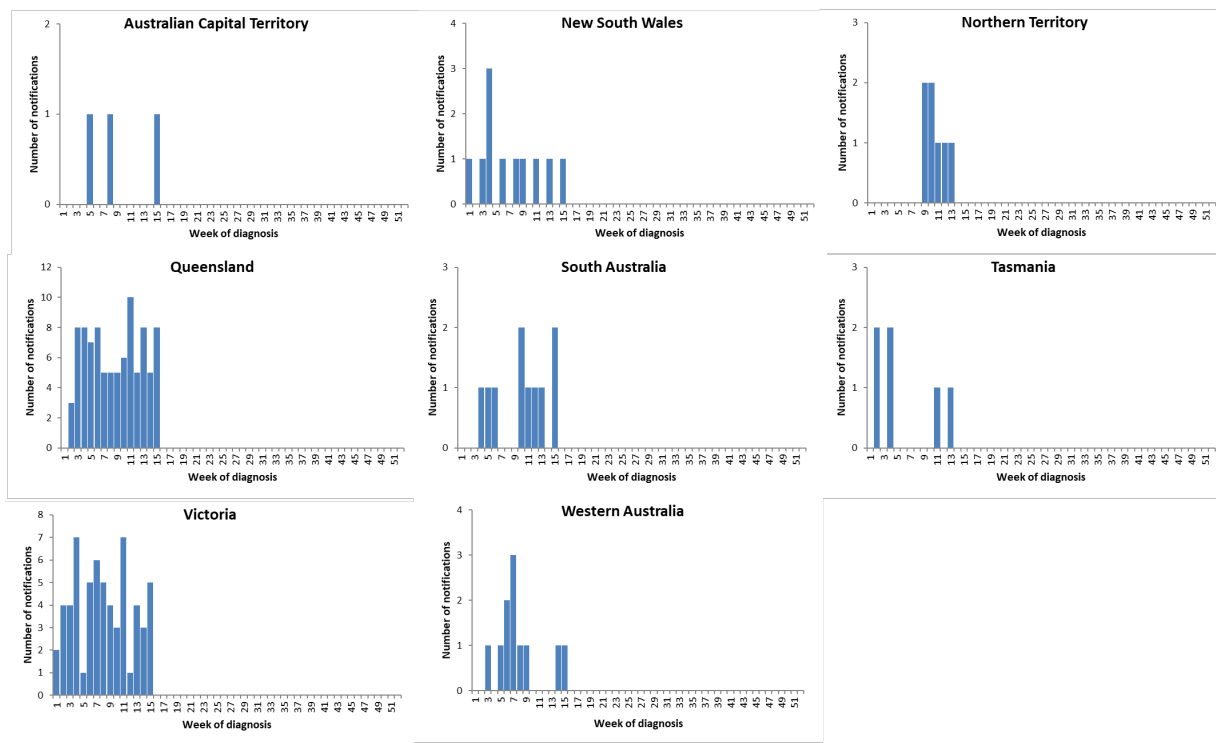 Australian Capital Territory
Number of notifications
2
1
0
1 3 5 7 9 11 13 15 17 19 21 23 25 27 29 31 33 35 37 39 41 43 45 47 49 51
Week of diagnosis
New South Wales
Number of notifications
4
3
2
1
0
1 3 5 7 9 11 13 15 17 19 21 23 25 27 29 31 33 35 37 39 41 43 45 47 49 51
Week of diagnosis
Northern Territory
Number of notifications
3
2
1
0
1 3 5 7 9 11 13 15 17 19 21 23 25 27 29 31 33 35 37 39 41 43 45 47 49 51
Week of diagnosis
Queensland
Number of notifications
12
10
8
6
4
2
0
1 3 5 7 9 11 13 15 17 19 21 23 25 27 29 31 33 35 37 39 41 43 45 47 49 51
Week of diagnosis
South Australia
Number of notifications
3
2
1
0
1 3 5 7 9 11 13 15 17 19 21 23 25 27 29 31 33 35 37 39 41 43 45 47 49 51
Week of diagnosis
Tasmania
Number of notifications
3
2
1
0
1 3 5 7 9 11 13 15 17 19 21 23 25 27 29 31 33 35 37 39 41 43 45 47 49 51
Week of diagnosis
Victoria
Number of notifications
8
7
6
5
4
3
2
1
0
1 3 5 7 9 11 13 15 17 19 21 23 25 27 29 31 33 35 37 39 41 43 45 47 49 51
Week of diagnosis
Western Australia
Number of notifications
4
3
2
1
0
1 3 5 7 9 11 13 15 17 19 21 23 25 27 29 31 33 35 37 39 41 43 45 47 49 51
Week of diagnosis